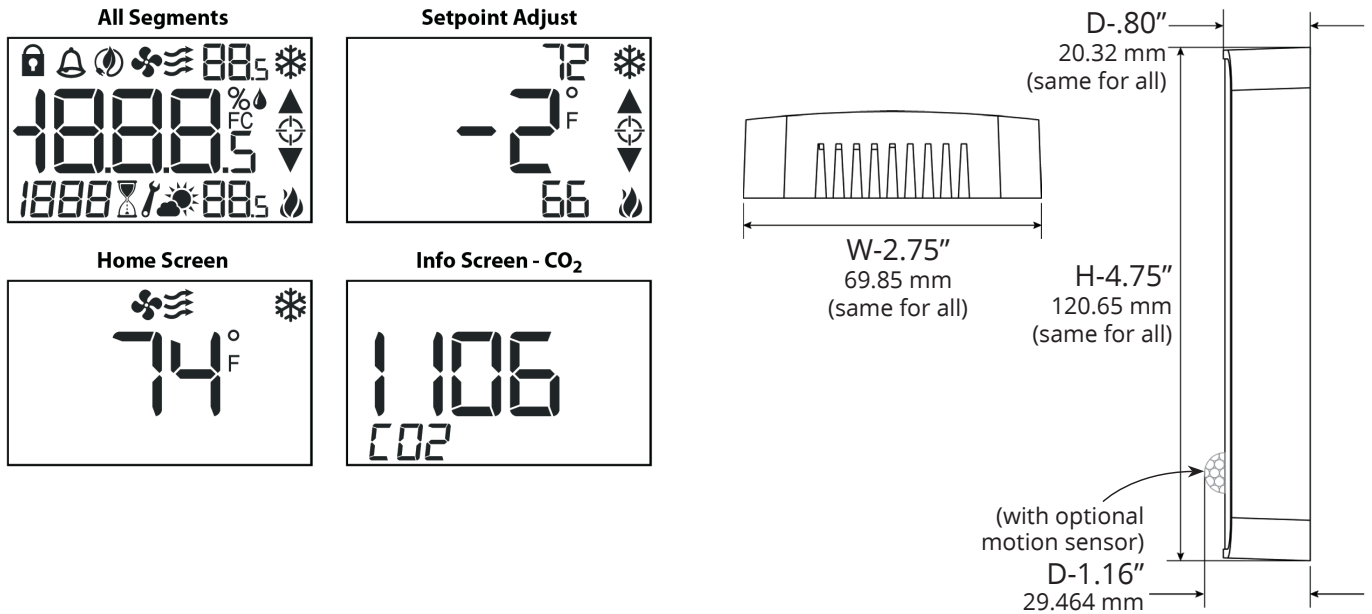 All Segments
88.5
-188.8.5
%
FC
1888
88.5
Setpoint Adjust
72
-2°F
66
Home Screen
74°F
Info Screen - CO₂
1106
CO2
W-2.75”
69.85 mm
(same for all)
D-.80”
20.32 mm
(same for all)
H-4.75”
120.65 mm
(same for all)
(with optional
motion sensor)
D-1.16”
29.464 mm